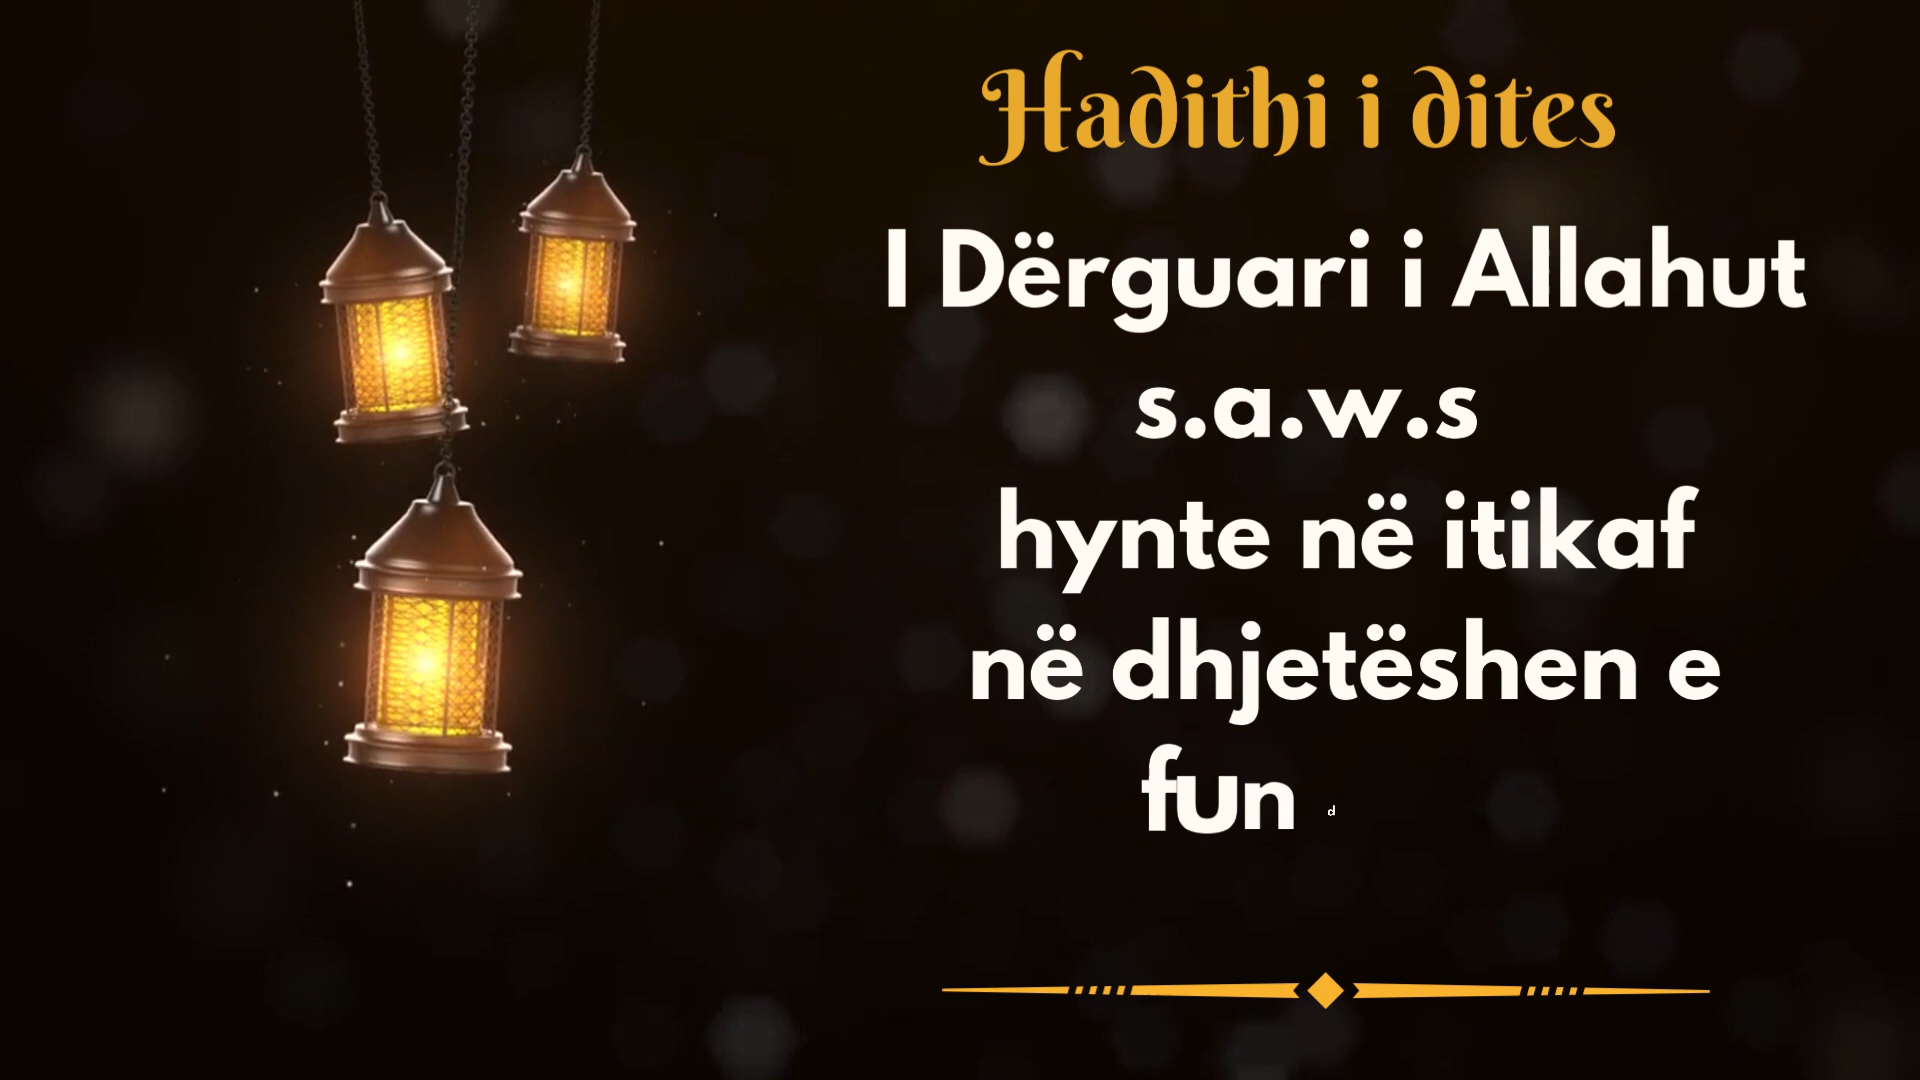 Hadithi i dites
I Dërguari i Allahut
s.a.w.s
hynte në itikaf
në dhjetëshen e
fun d